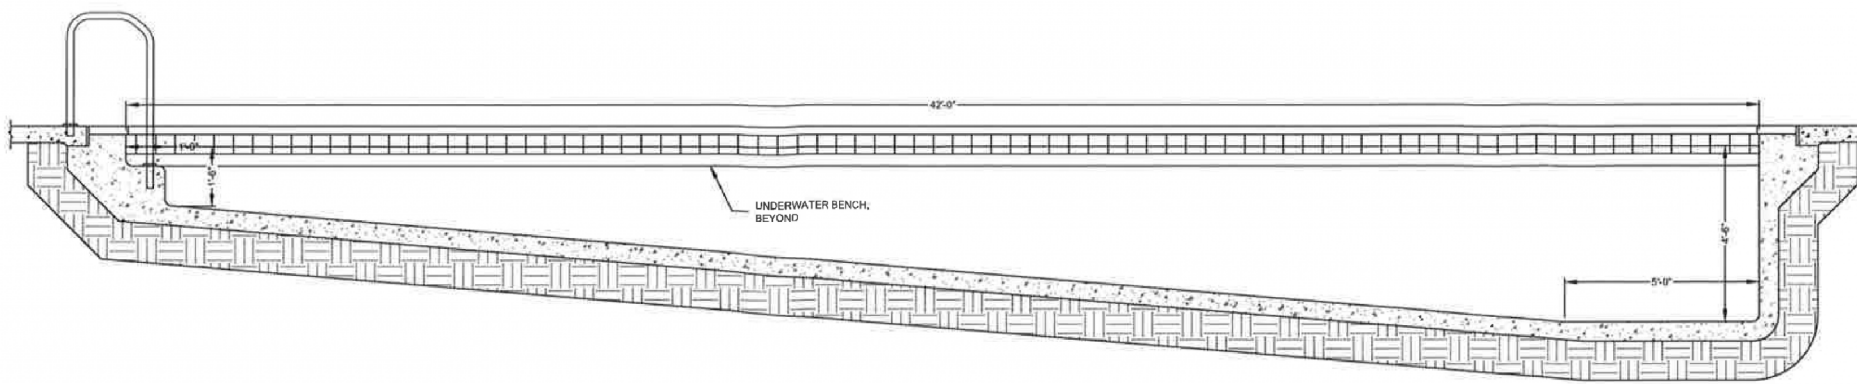 42'-0"
1'-0"
1'-6"
UNDERWATER BENCH,
BEYOND
4'-6"
5'-0"